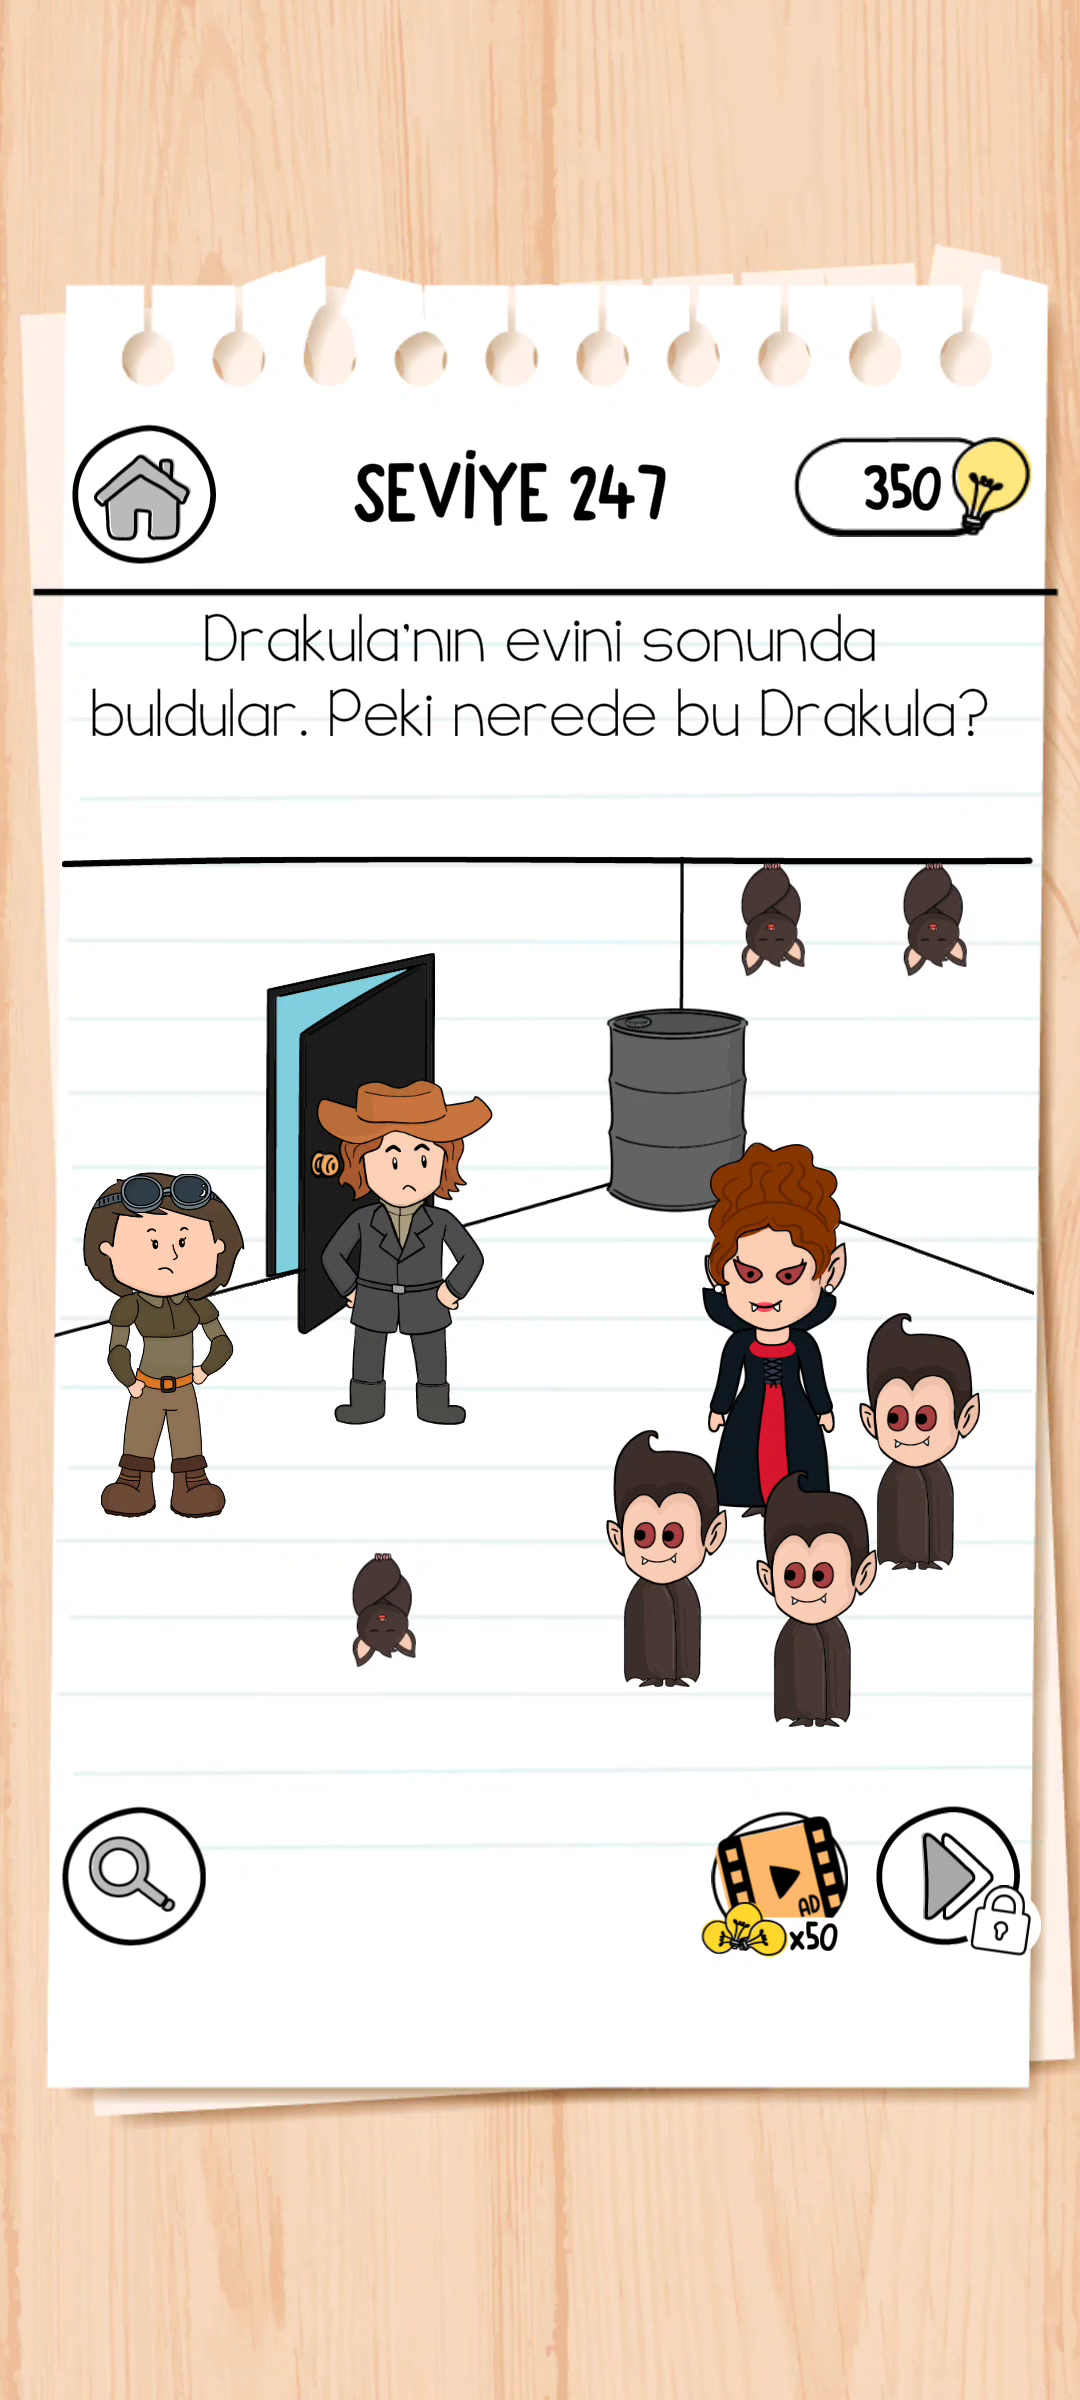 SEVİYE 247
350
Drakula'nın evini sonunda
buldular. Peki nerede bu Drakula?
AD
x50